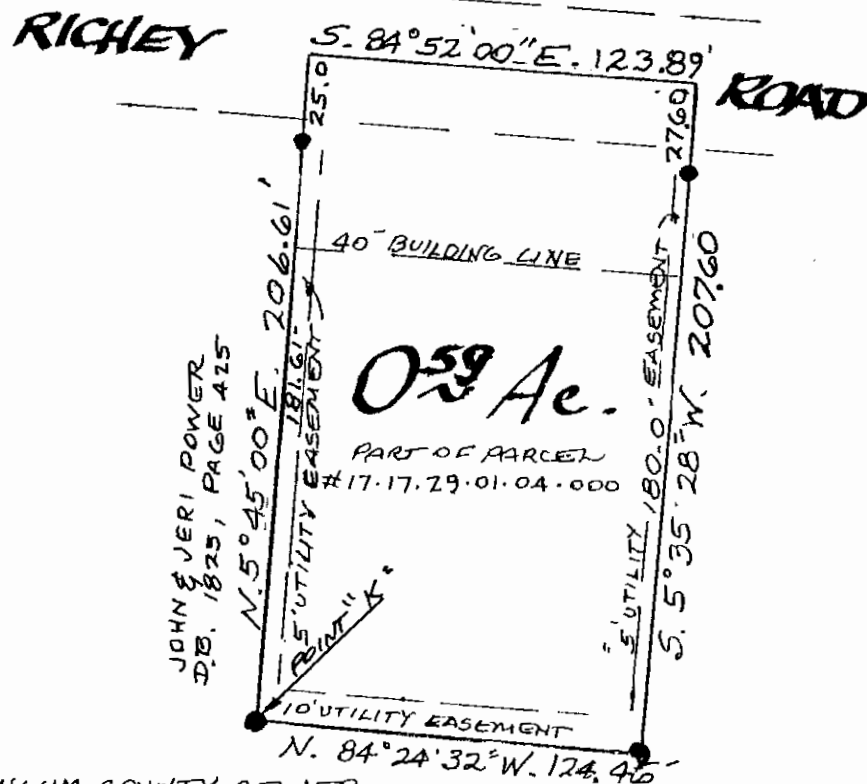 RICHEY ROAD
S. 84°52'00" E. 123.89'
25.0
27.60
40' BUILDING LINE
N. 5°45'00" E. 206.61'
181.61'
5' UTILITY EASEMENT
0.59 Ac.
PART OF PARCEL
#17.17.29.01.04.000
"5' UTILITY EASEMENT
180.0'
S. 5°35'28" W. 207.60
JOHN & JERI POWER
D.B. 1825, PAGE 425
POINT "K"
10' UTILITY EASEMENT
N. 84°24'32" W. 124.46'